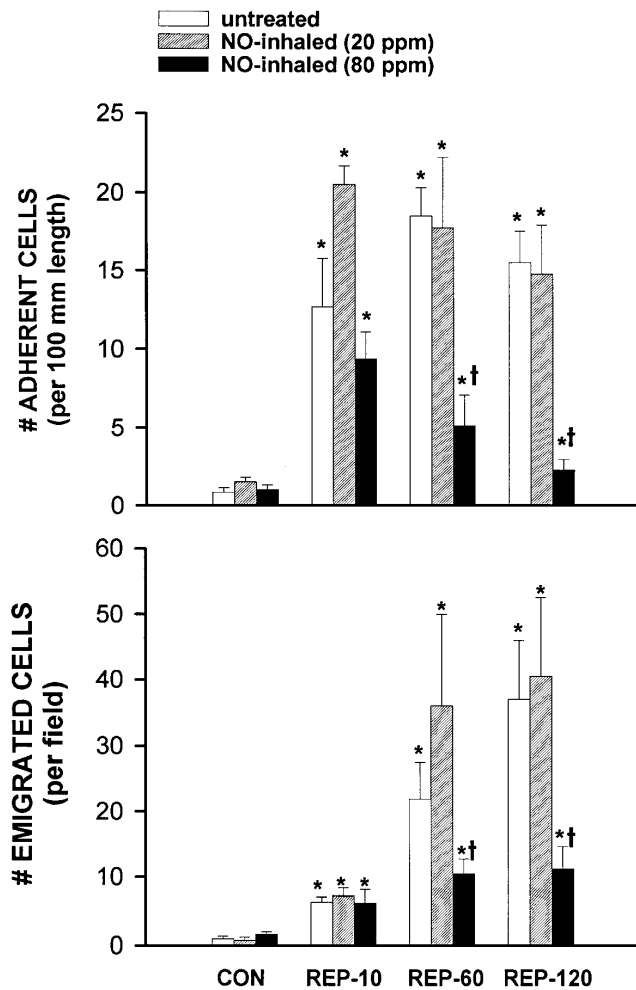 untreated
NO-inhaled (20 ppm)
NO-inhaled (80 ppm)
# ADHERENT CELLS
(per 100 mm length)
25
20
15
10
5
0
* * * * * *† * * *†
# EMIGRATED CELLS
(per field)
60
50
40
30
20
10
0
* * * * * *† * * *†
CON REP-10 REP-60 REP-120